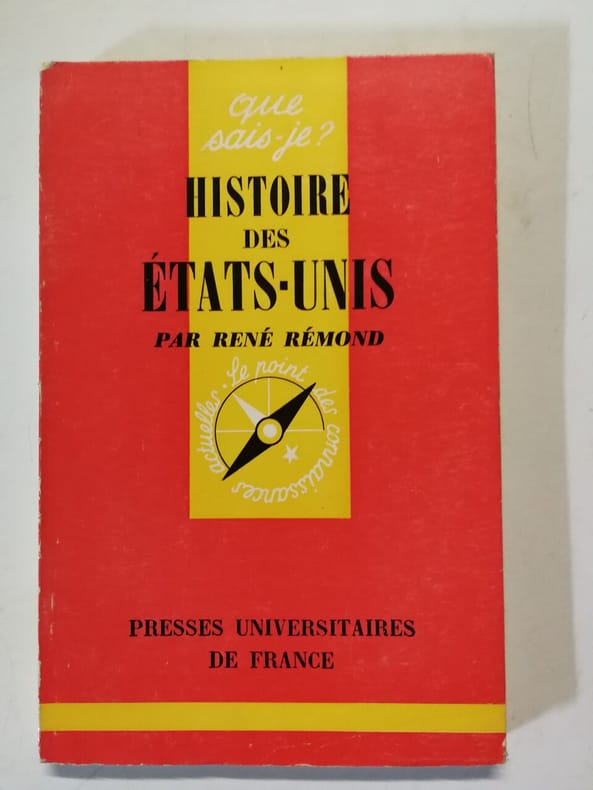 que
sais-je?
HISTOIRE
DES
ÉTATS-UNIS
PAR RENÉ RÉMOND
Le point des connaissances actuelles.
PRESSES UNIVERSITAIRES
DE FRANCE